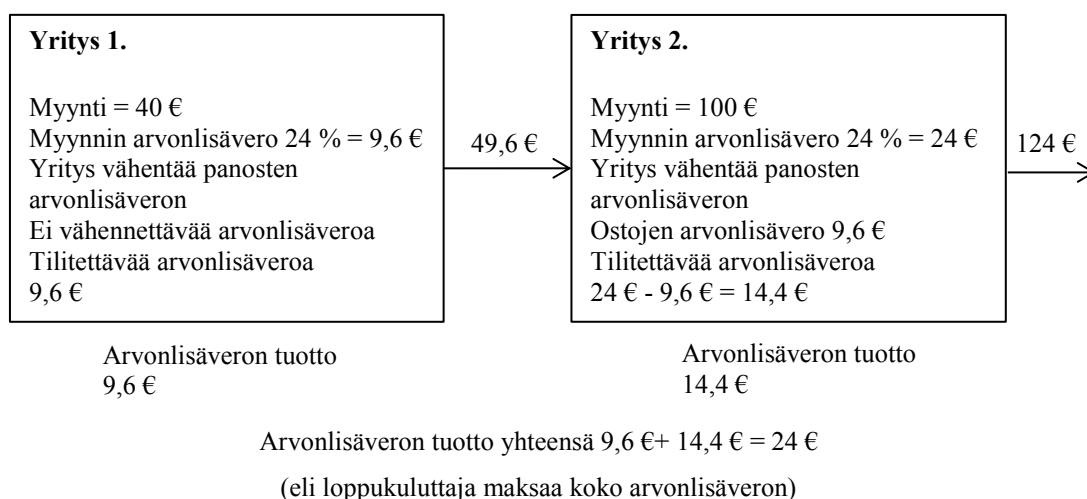 Yritys 1.
Myynti = 40 €
Myynnin arvonlisävero 24 % = 9,6 €
Yritys vähentää panosten
arvonlisäveron
Ei vähennettävää arvonlisäveroa
Tilitettävää arvonlisäveroa
9,6 €
49,6 €
Yritys 2.
Myynti = 100 €
Myynnin arvonlisävero 24 % = 24 €
Yritys vähentää panosten
arvonlisäveron
Ostojen arvonlisävero 9,6 €
Tilitettävää arvonlisäveroa
24 € - 9,6 € = 14,4 €
124 €
Arvonlisäveron tuotto
9,6 €
Arvonlisäveron tuotto
14,4 €
Arvonlisäveron tuotto yhteensä 9,6 €+ 14,4 € = 24 €
(eli loppukuluttaja maksaa koko arvonlisäveron)